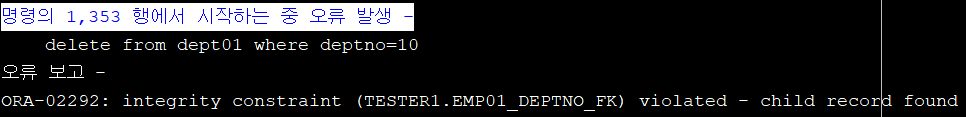 명령의 1,353 행에서 시작하는 중 오류 발생 -
delete from dept01 where deptno=10
오류 보고 -
ORA-02292: integrity constraint (TESTER1.EMP01_DEPTNO_FK) violated - child record found